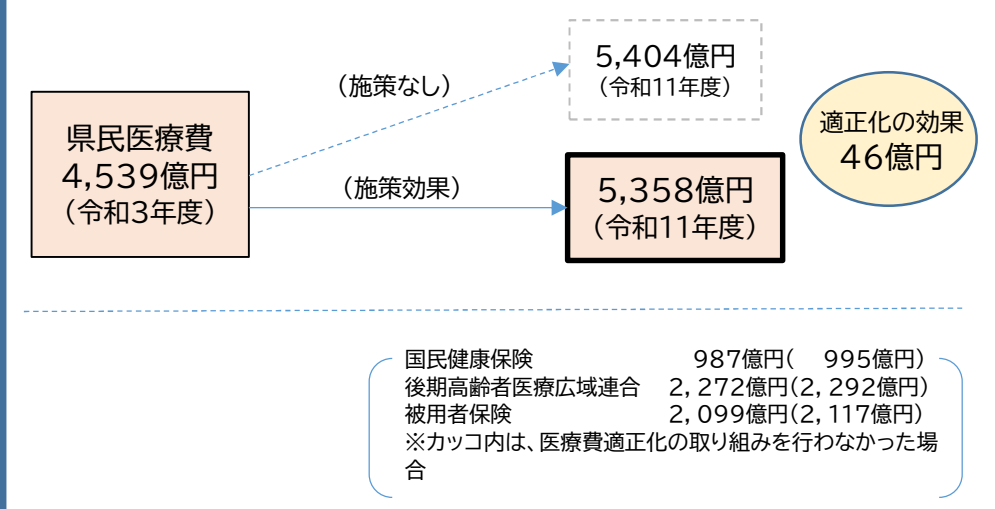 県民医療費
4,539億円
（令和3年度）
（施策なし）
5,404億円
（令和11年度）
（施策効果）
5,358億円
（令和11年度）
適正化の効果
46億円
国民健康保険　987億円(　995億円)
後期高齢者医療広域連合　2,272億円(2,292億円)
被用者保険　2,099億円(2,117億円)
※カッコ内は、医療費適正化の取り組みを行わなかった場
合